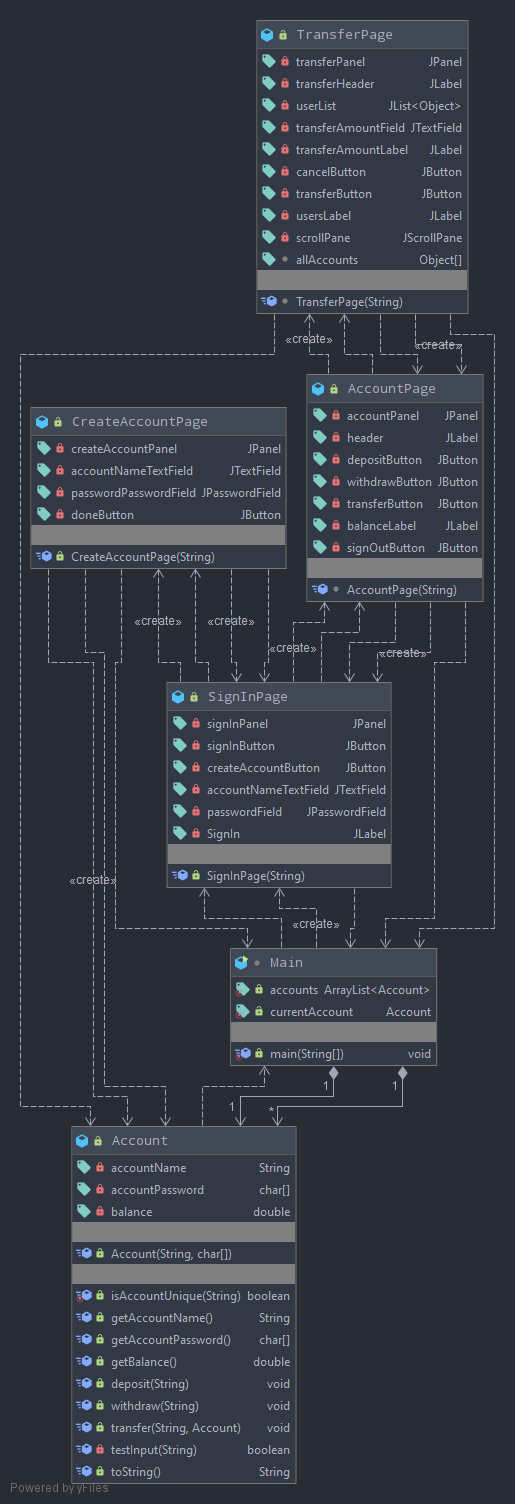 TransferPage
transferPanel JPanel
transferHeader JLabel
userList JList<Object>
transferAmountField JTextField
transferAmountLabel JLabel
cancelButton JButton
transferButton JButton
usersLabel JLabel
scrollPane JScrollPane
allAccounts Object[]
TransferPage(String)
«create»
«create»
AccountPage
accountPanel JPanel
header JLabel
depositButton JButton
withdrawButton JButton
transferButton JButton
balanceLabel JLabel
signOutButton JButton
AccountPage(String)
CreateAccountPage
createAccountPanel JPanel
accountNameTextField JTextField
passwordPasswordField JPasswordField
doneButton JButton
CreateAccountPage(String)
«create»
«create»
«create»
SignInPage
signInPanel JPanel
signInButton JButton
createAccountButton JButton
accountNameTextField JTextField
passwordField JPasswordField
SignIn JLabel
SignInPage(String)
«create»
«create»
Main
accounts ArrayList<Account>
currentAccount Account
main(String[]) void
1 1
1 *
Account
accountName String
accountPassword char[]
balance double
Account(String, char[])
isAccountUnique(String) boolean
getAccountName() String
getAccountPassword() char[]
getBalance() double
deposit(String) void
withdraw(String) void
transfer(String, Account) void
testInput(String) boolean
toString() String
Powered by yFiles